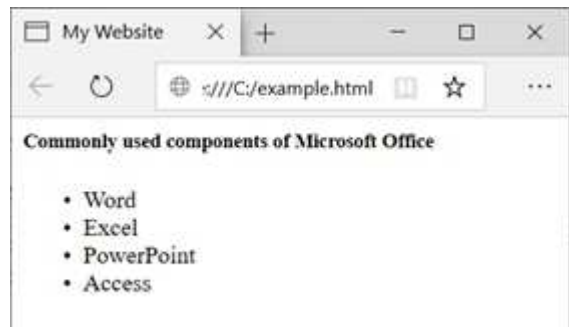 My Website
:///C:/example.html
Commonly used components of Microsoft Office
• Word
• Excel
• PowerPoint
• Access